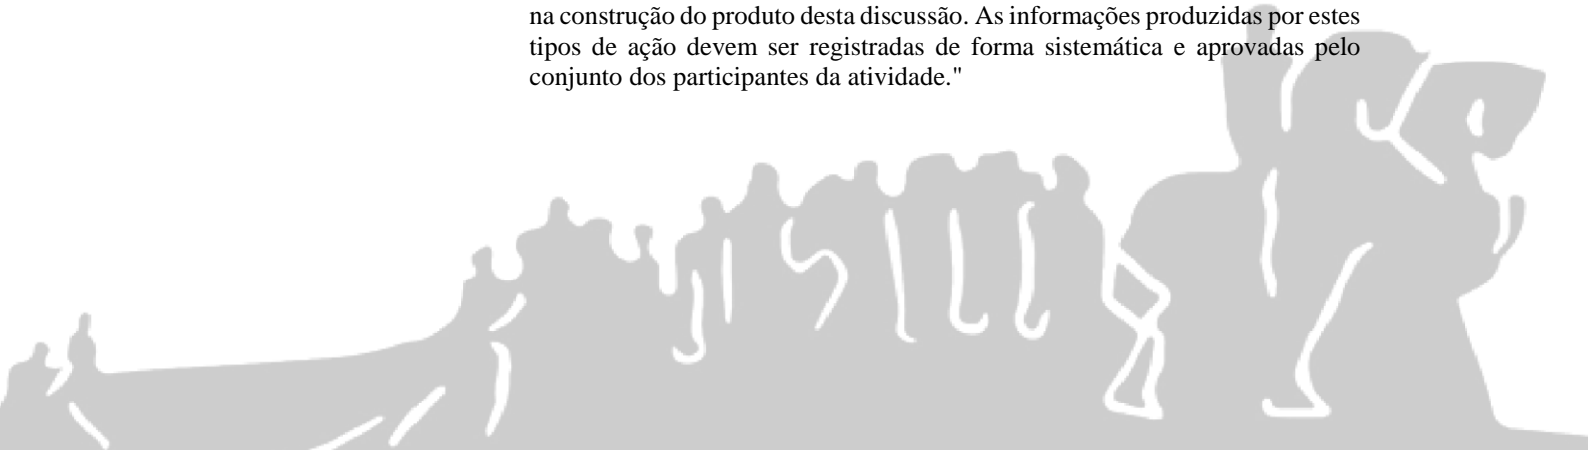 na construção do produto desta discussão. As informações produzidas por estes
tipos de ação devem ser registradas de forma sistemática e aprovadas pelo
conjunto dos participantes da atividade."